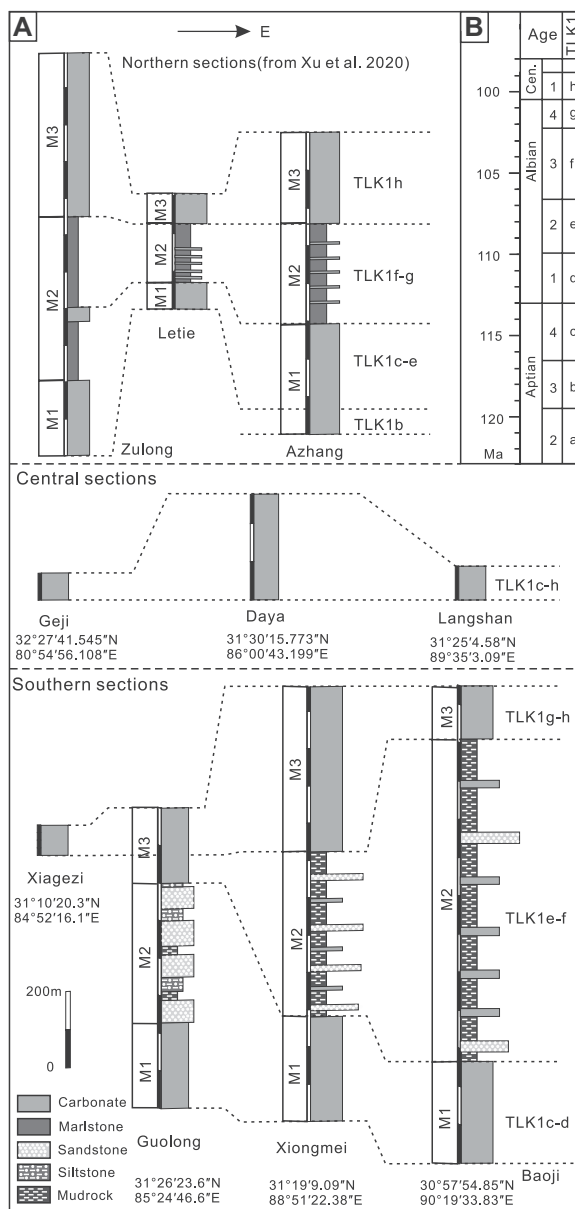 A
E
Northern sections(from Xu et al. 2020)
M3
M2
M1
Zulong
M3
M2
M1
Letie
M3
M2
M1
Azhang
TLK1h
TLK1f-g
TLK1c-e
TLK1b
B
Age
TLK1
Cen.
Albian
Aptian
100
105
110
115
120
Ma
1 h
4 g
3 f
2 e
1 d
4 c
3 b
2 a
Central sections
Geji
32°27'41.545"N
80°54'56.108"E
Daya
31°30'15.773"N
86°00'43.199"E
Langshan
31°25'4.58"N
89°35'3.09"E
TLK1c-h
Southern sections
Xiagezi
31°10'20.3"N
84°52'16.1"E
M3
M2
M1
Guolong
31°26'23.6"N
85°24'46.6"E
M3
M2
M1
Xiongmei
31°19'9.09"N
88°51'22.38"E
M3
M2
M1
Baoji
30°57'54.85"N
90°19'33.83"E
TLK1g-h
TLK1e-f
TLK1c-d
200m
0
Carbonate
Marlstone
Sandstone
Siltstone
Mudrock